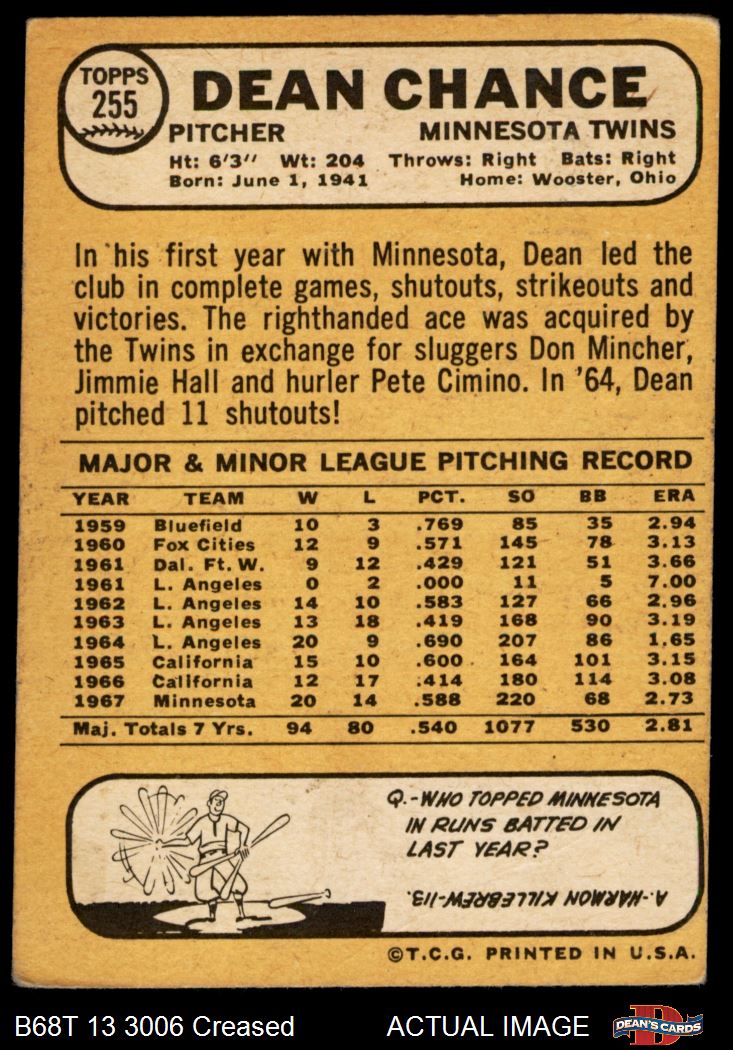 TOPPS
255
DEAN CHANCE
PITCHER MINNESOTA TWINS
Ht: 6'3" Wt: 204 Throws: Right Bats: Right
Born: June 1, 1941 Home: Wooster, Ohio
In his first year with Minnesota, Dean led the
club in complete games, shutouts, strikeouts and
victories. The righthanded ace was acquired by
the Twins in exchange for sluggers Don Mincher,
Jimmie Hall and hurler Pete Cimino. In '64, Dean
pitched 11 shutouts!
MAJOR & MINOR LEAGUE PITCHING RECORD
YEAR TEAM W L PCT. SO BB ERA
1959 Bluefield 10 3 .769 85 35 2.94
1960 Fox Cities 12 9 .571 145 78 3.13
1961 Dal. Ft. W. 9 12 .429 121 51 3.66
1961 L. Angeles 0 2 .000 11 5 7.00
1962 L. Angeles 14 10 .583 127 66 2.96
1963 L. Angeles 13 18 .419 168 90 3.19
1964 L. Angeles 20 9 .690 207 86 1.65
1965 California 15 10 .600 164 101 3.15
1966 California 12 17 .414 180 114 3.08
1967 Minnesota 20 14 .588 220 68 2.73
Maj. Totals 7 Yrs. 94 80 .540 1077 530 2.81
Q.-WHO TOPPED MINNESOTA
IN RUNS BATTED IN
LAST YEAR?
A-HARMON KILLEBREW-113.
©T.C.G. PRINTED IN U.S.A.
B68T 13 3006 Creased ACTUAL IMAGE
D
DEAN'S CARDS